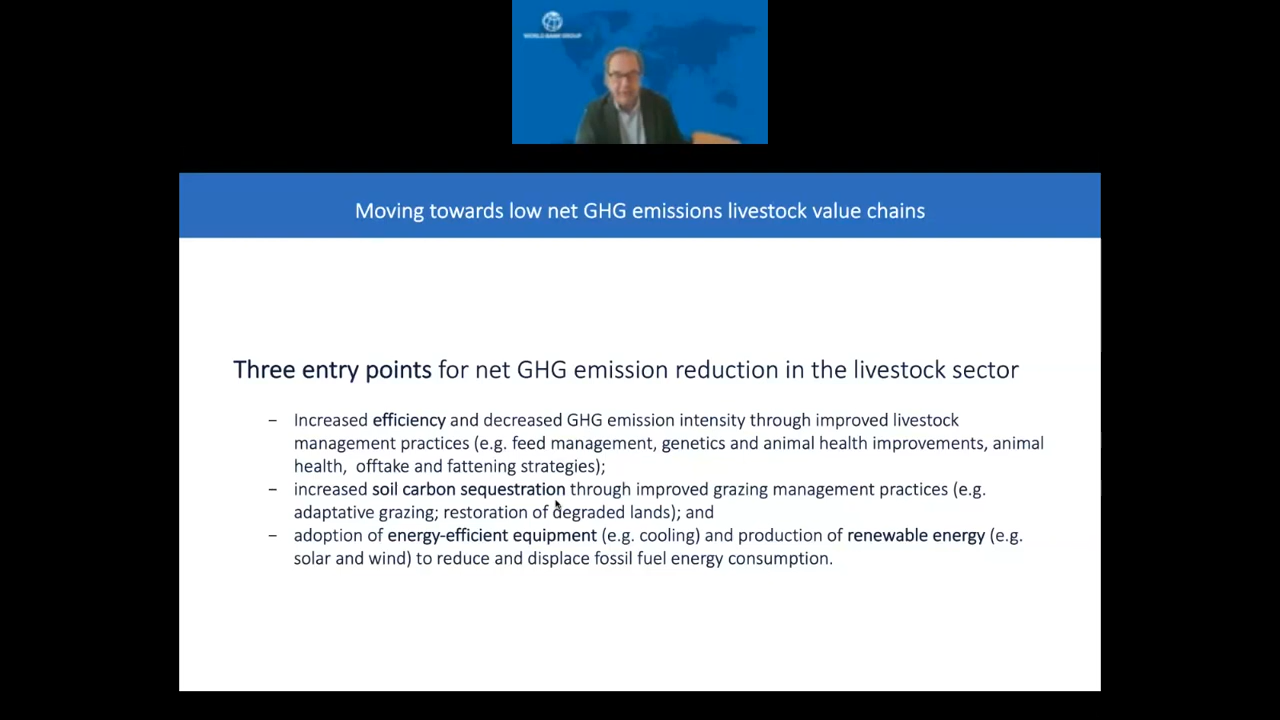 WORLD BANK GROUP
Moving towards low net GHG emissions livestock value chains
Three entry points for net GHG emission reduction in the livestock sector
– Increased efficiency and decreased GHG emission intensity through improved livestock
management practices (e.g. feed management, genetics and animal health improvements, animal
health, offtake and fattening strategies);
– increased soil carbon sequestration through improved grazing management practices (e.g.
adaptative grazing; restoration of degraded lands); and
– adoption of energy-efficient equipment (e.g. cooling) and production of renewable energy (e.g.
solar and wind) to reduce and displace fossil fuel energy consumption.